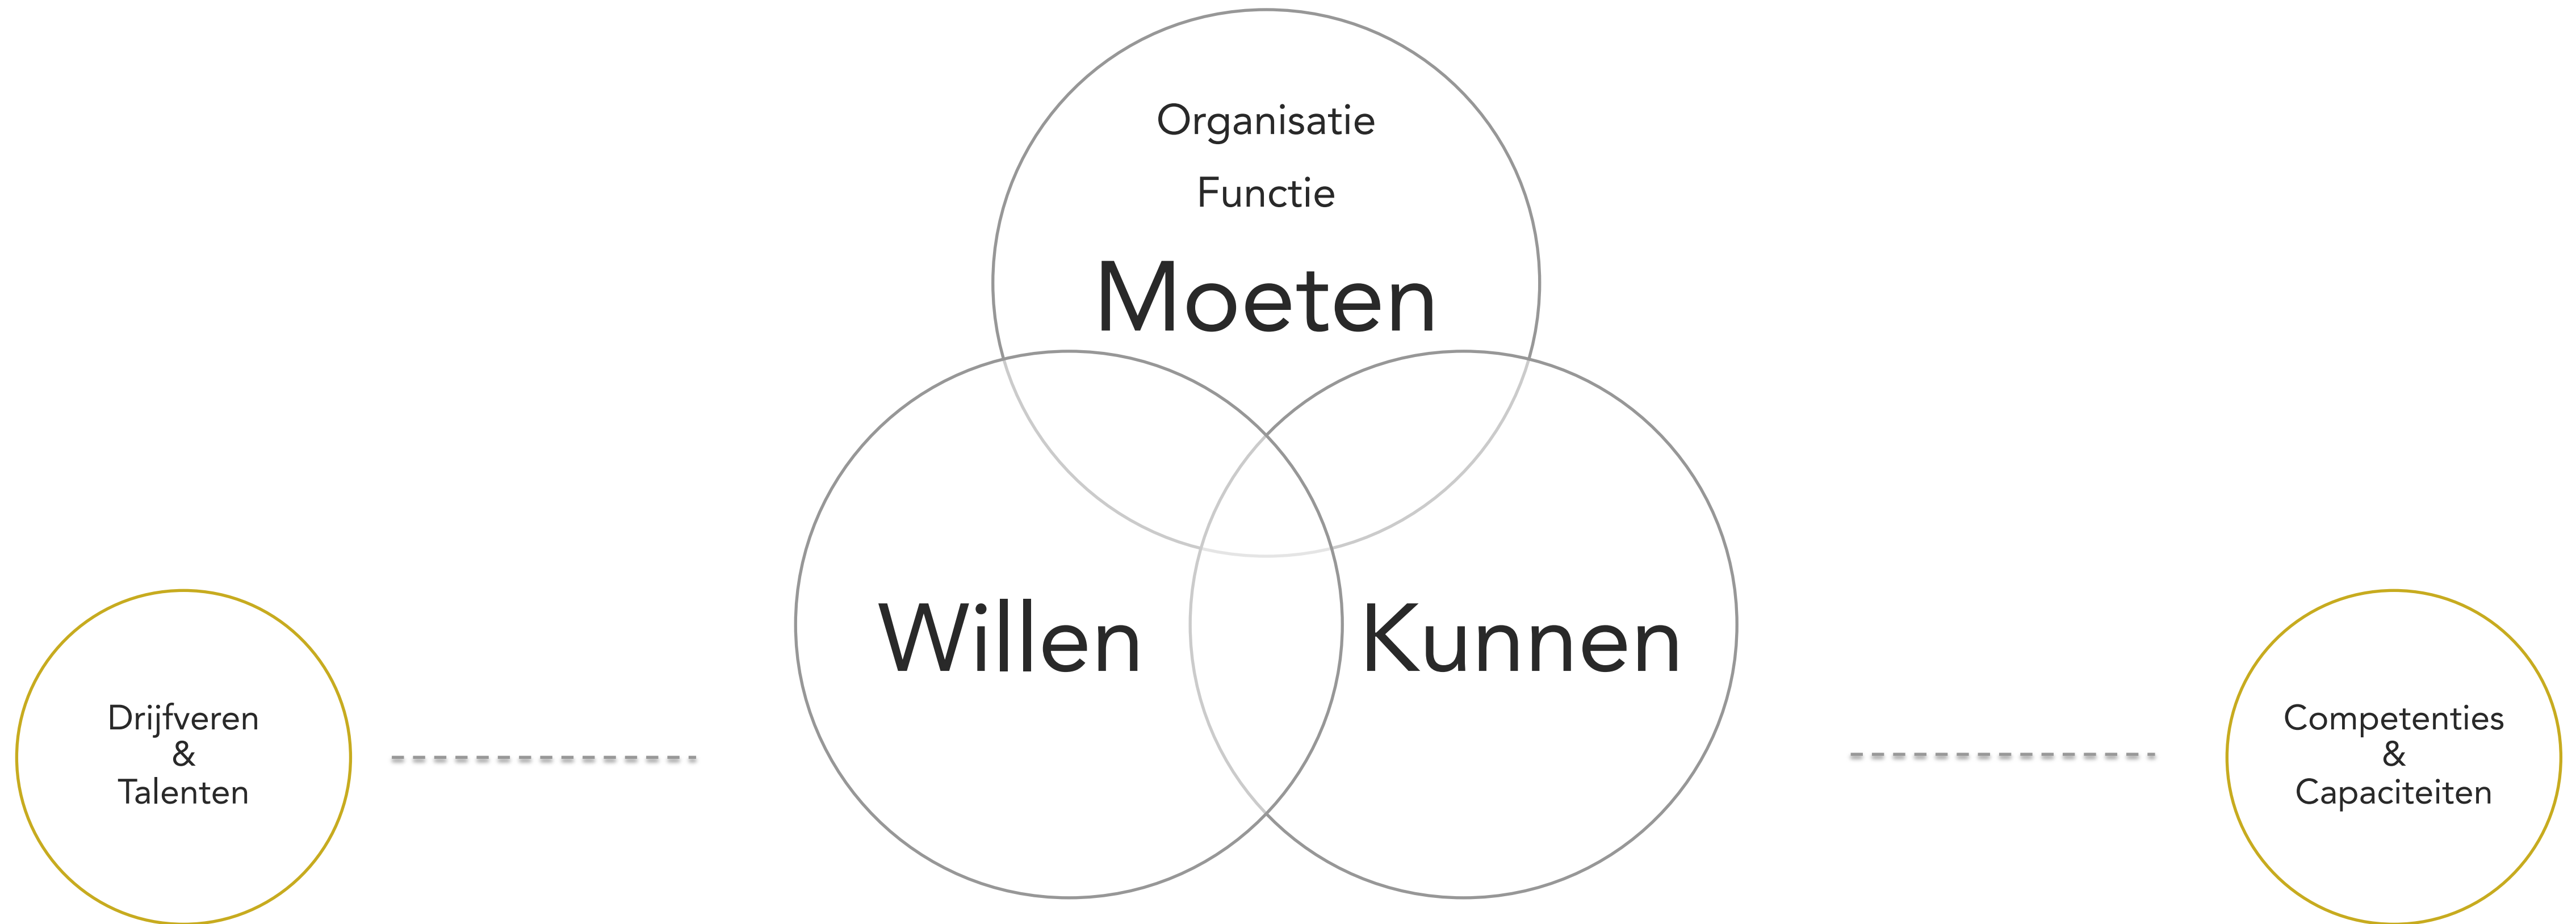 Organisatie
Functie
Moeten
Willen
Kunnen
Drijfveren
&
Talenten
Competenties
&
Capaciteiten